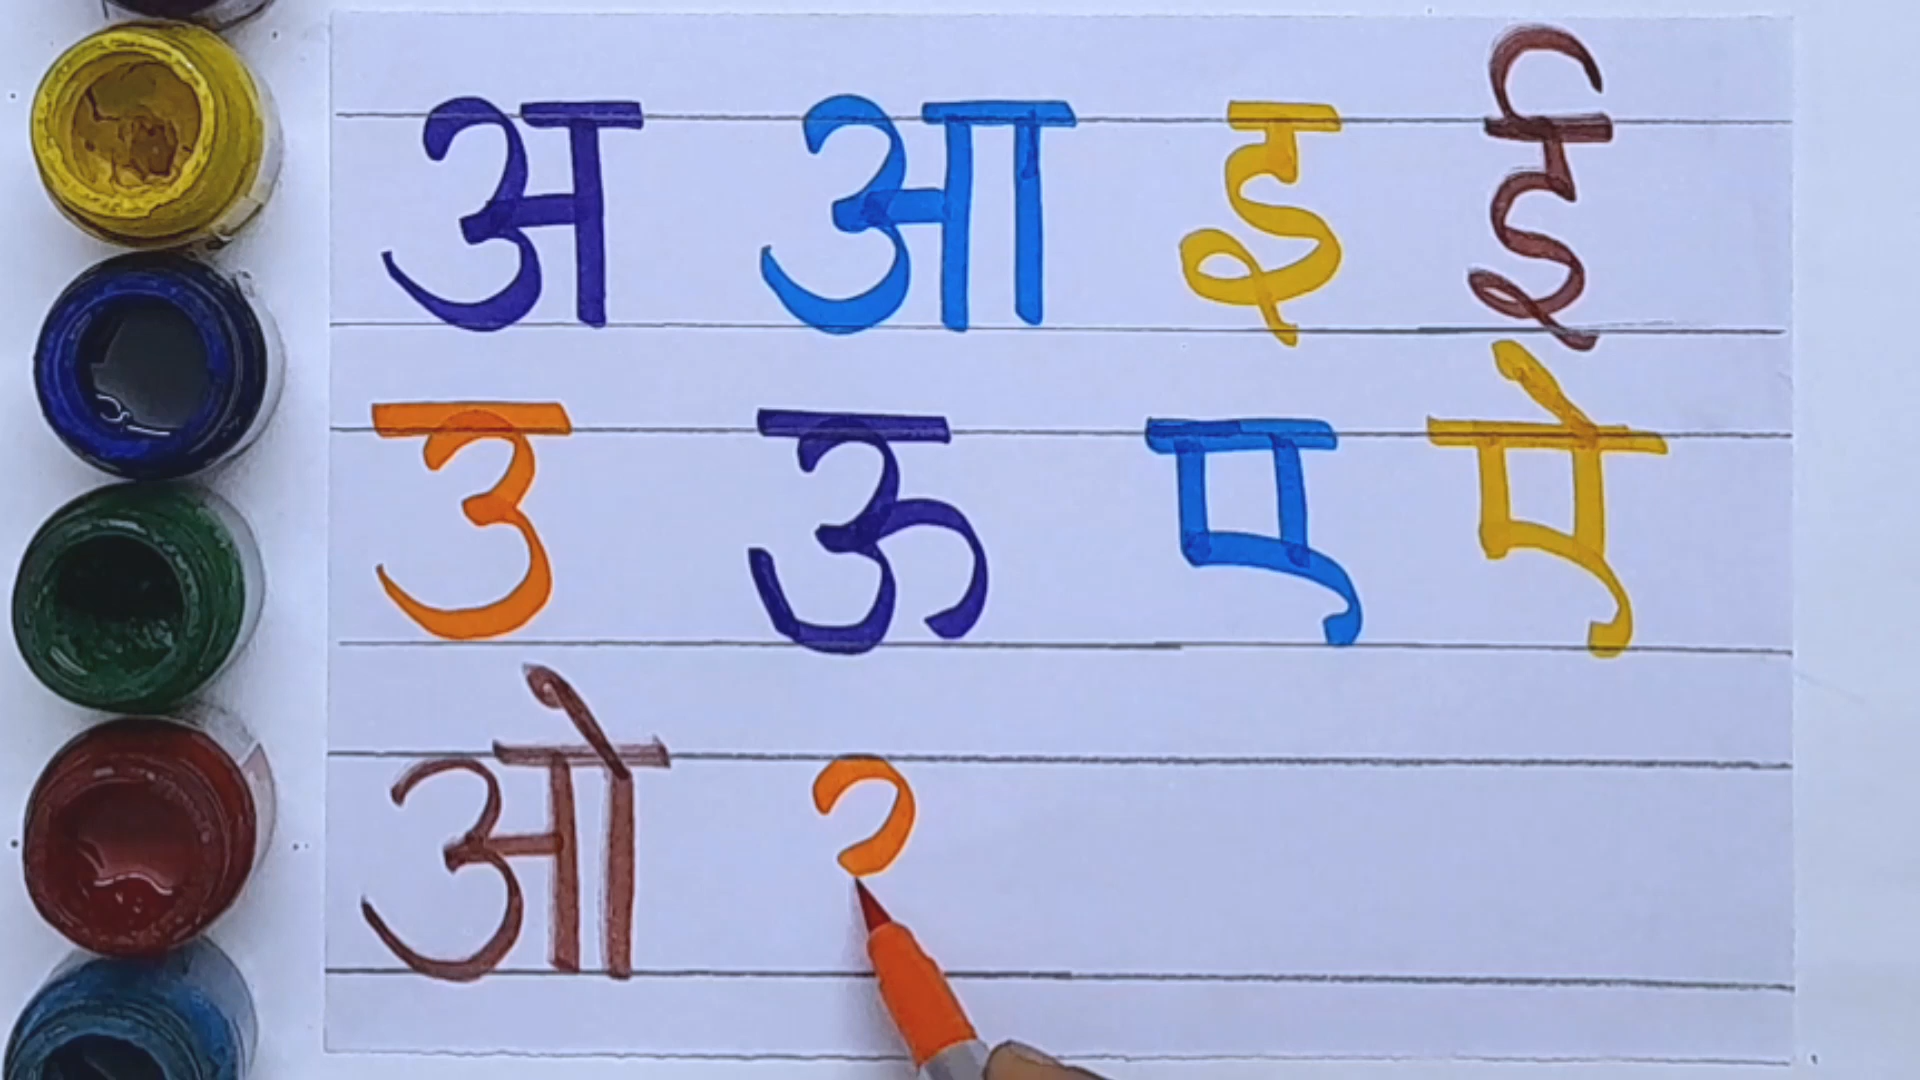 अ आ इ ई
उ ऊ ए ऐ
ओ